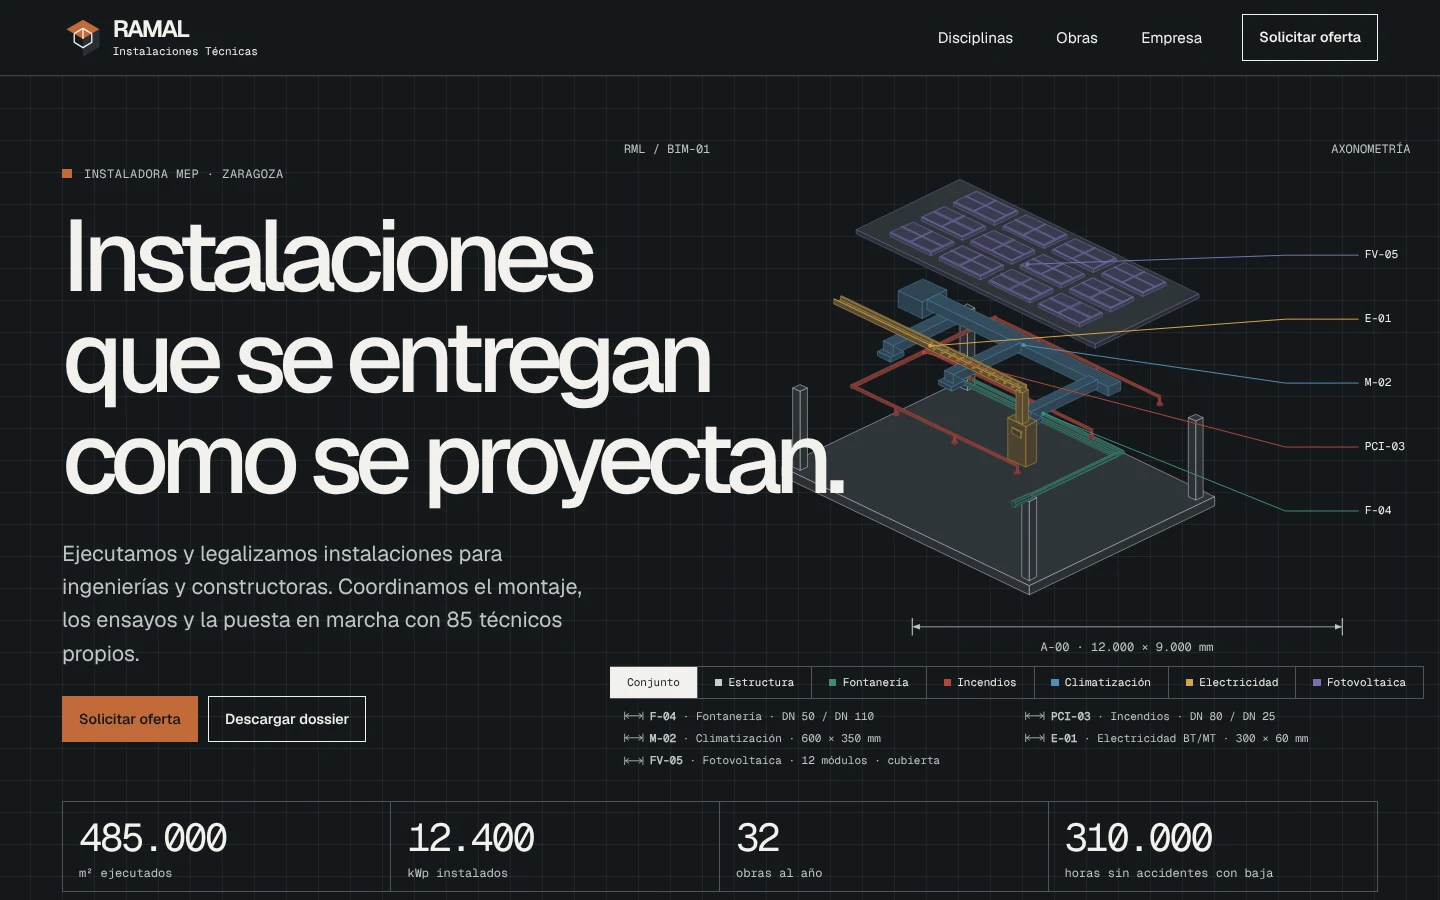 RAMAL
Instalaciones Técnicas
Disciplinas
Obras
Empresa
Solicitar oferta
INSTALADORA MEP · ZARAGOZA
Instalaciones
que se entregan
como se proyectan.
Ejecutamos y legalizamos instalaciones para
ingenierías y constructoras. Coordinamos el montaje,
los ensayos y la puesta en marcha con 85 técnicos
propios.
Solicitar oferta
Descargar dossier
RML / BIM-01
AXONOMETRÍA
FV-05
E-01
M-02
PCI-03
F-04
A-00 · 12.000 × 9.000 mm
Conjunto
Estructura
Fontanería
Incendios
Climatización
Electricidad
Fotovoltaica
F-04 · Fontanería · DN 50 / DN 110
PCI-03 · Incendios · DN 80 / DN 25
M-02 · Climatización · 600 × 350 mm
E-01 · Electricidad BT/MT · 300 × 60 mm
FV-05 · Fotovoltaica · 12 módulos · cubierta
485.000
m² ejecutados
12.400
kWp instalados
32
obras al año
310.000
horas sin accidentes con baja